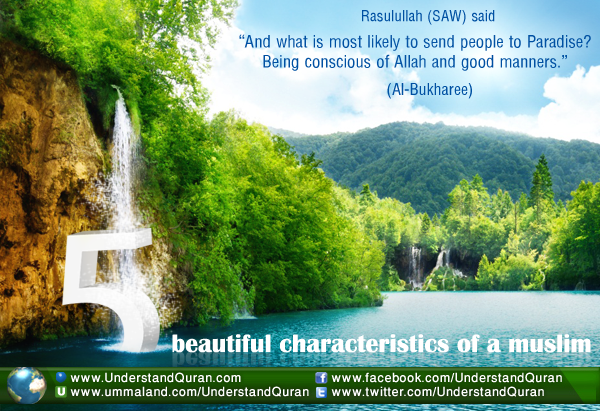 Rasulullah (SAW) said
“And what is most likely to send people to Paradise?
Being conscious of Allah and good manners.”
(Al-Bukharee)
5 beautiful characteristics of a muslim
www.UnderstandQuran.com
www.facebook.com/UnderstandQuran
www.ummaland.com/UnderstandQuran
www.twitter.com/UnderstandQuran